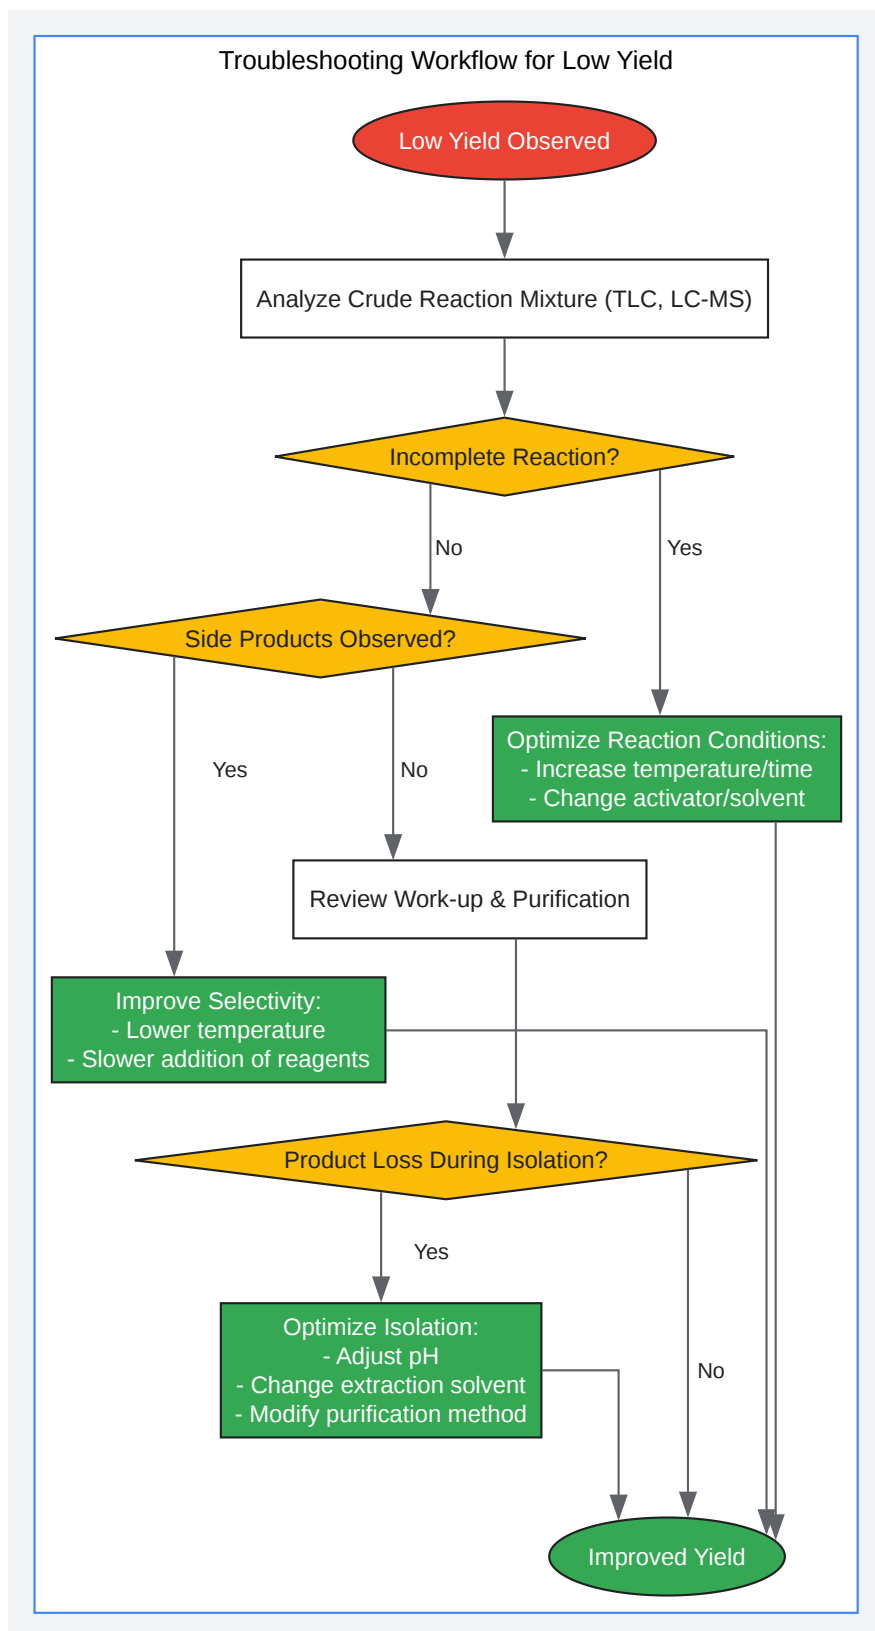 Troubleshooting Workflow for Low Yield
Low Yield Observed
Analyze Crude Reaction Mixture (TLC, LC-MS)
Incomplete Reaction?
No
Yes
Side Products Observed?
Optimize Reaction Conditions:
- Increase temperature/time
- Change activator/solvent
Yes
No
Review Work-up & Purification
Improve Selectivity:
- Lower temperature
- Slower addition of reagents
Product Loss During Isolation?
Yes
Optimize Isolation:
- Adjust pH
- Change extraction solvent
- Modify purification method
No
Improved Yield